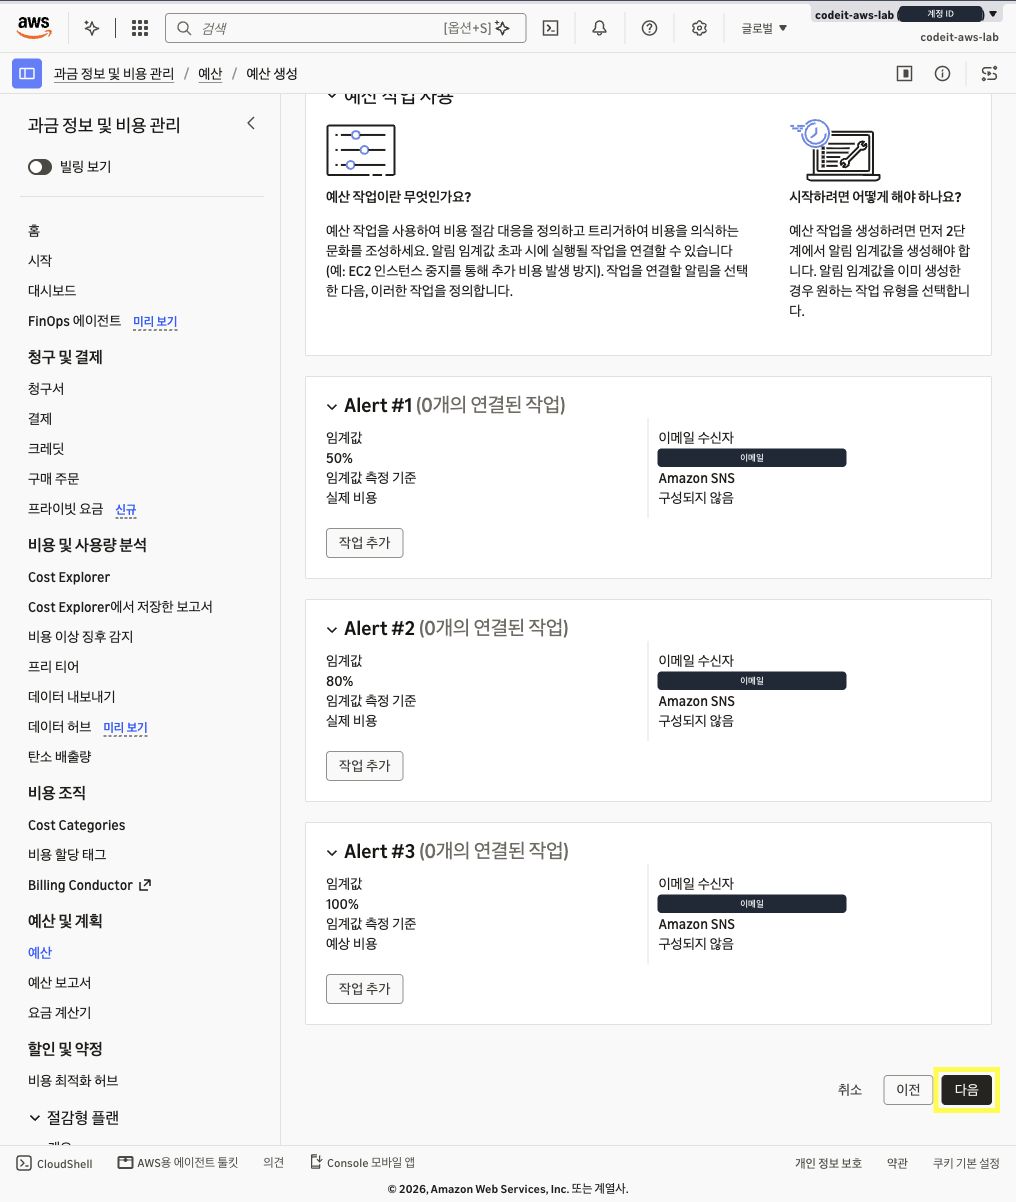 aws
검색
[옵션+S]
글로벌
codeit-aws-lab
계정 ID
codeit-aws-lab
과금 정보 및 비용 관리 / 예산 / 예산 생성
과금 정보 및 비용 관리
빌링 보기
홈
시작
대시보드
FinOps 에이전트 미리 보기
청구 및 결제
청구서
결제
크레딧
구매 주문
프라이빗 요금 신규
비용 및 사용량 분석
Cost Explorer
Cost Explorer에서 저장한 보고서
비용 이상 징후 감지
프리 티어
데이터 내보내기
데이터 허브 미리 보기
탄소 배출량
비용 조직
Cost Categories
비용 할당 태그
Billing Conductor
예산 및 계획
예산
예산 보고서
요금 계산기
할인 및 약정
비용 최적화 허브
절감형 플랜
예산 작업 사용
예산 작업이란 무엇인가요?
예산 작업을 사용하여 비용 절감 대응을 정의하고 트리거하여 비용을 의식하는
문화를 조성하세요. 알림 임계값 초과 시에 실행될 작업을 연결할 수 있습니다
(예: EC2 인스턴스 중지를 통해 추가 비용 발생 방지). 작업을 연결할 알림을 선택
한 다음, 이러한 작업을 정의합니다.
시작하려면 어떻게 해야 하나요?
예산 작업을 생성하려면 먼저 2단
계에서 알림 임계값을 생성해야 합
니다. 알림 임계값을 이미 생성한
경우 원하는 작업 유형을 선택합니
다.
Alert #1 (0개의 연결된 작업)
임계값
50%
임계값 측정 기준
실제 비용
이메일 수신자
이메일
Amazon SNS
구성되지 않음
작업 추가
Alert #2 (0개의 연결된 작업)
임계값
80%
임계값 측정 기준
실제 비용
이메일 수신자
이메일
Amazon SNS
구성되지 않음
작업 추가
Alert #3 (0개의 연결된 작업)
임계값
100%
임계값 측정 기준
예상 비용
이메일 수신자
이메일
Amazon SNS
구성되지 않음
작업 추가
취소
이전
다음
CloudShell
AWS용 에이전트 툴킷
의견
Console 모바일 앱
개인 정보 보호
약관
쿠키 기본 설정
© 2026, Amazon Web Services, Inc. 또는 계열사.